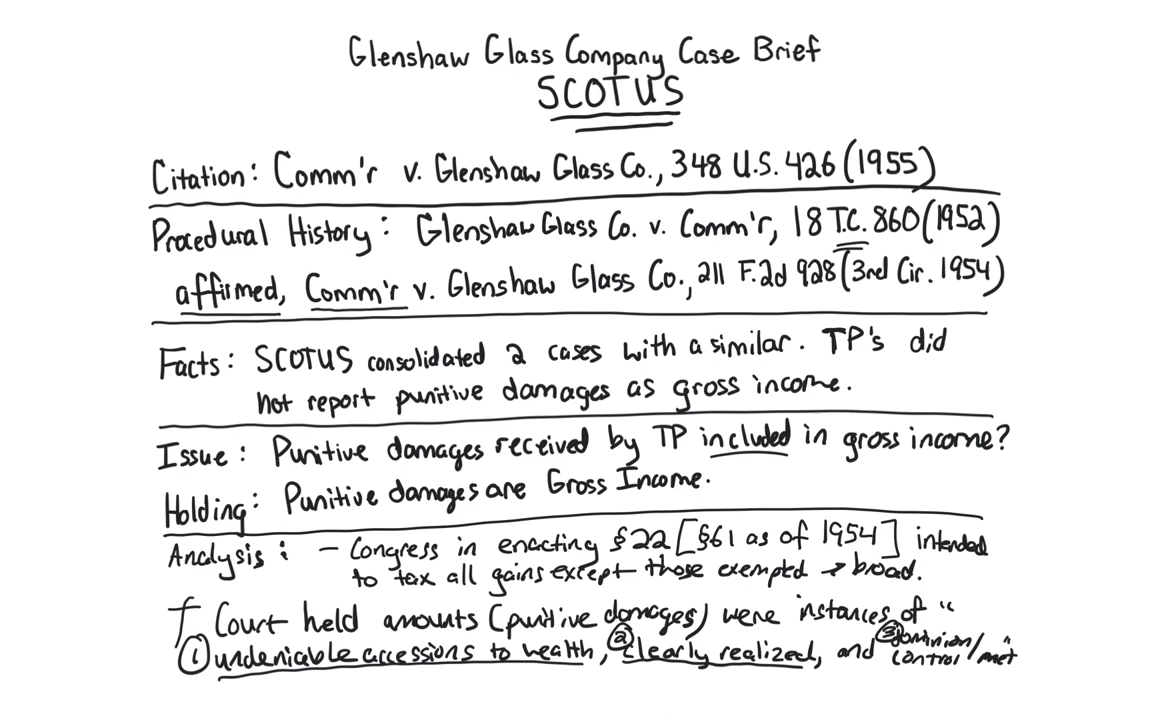 Glenshaw Glass Company Case Brief
SCOTUS
Citation: Comm'r v. Glenshaw Glass Co., 348 U.S. 426 (1955)
Procedural History: Glenshaw Glass Co. v. Comm'r, 18 T.C. 860 (1952)
affirmed, Comm'r v. Glenshaw Glass Co., 211 F.2d 928 (3rd Cir. 1954)
Facts: SCOTUS consolidated 2 cases with a similar. TP's did
not report punitive damages as gross income.
Issue: Punitive damages received by TP included in gross income?
Holding: Punitive damages are Gross Income.
Analysis: - Congress in enacting §22 [§61 as of 1954] intended
to tax all gains except those exempted → broad.
Court held amounts (punitive damages) were instances of "
① undeniable accessions to wealth, ② clearly realized, and ③ dominion/
control/met"